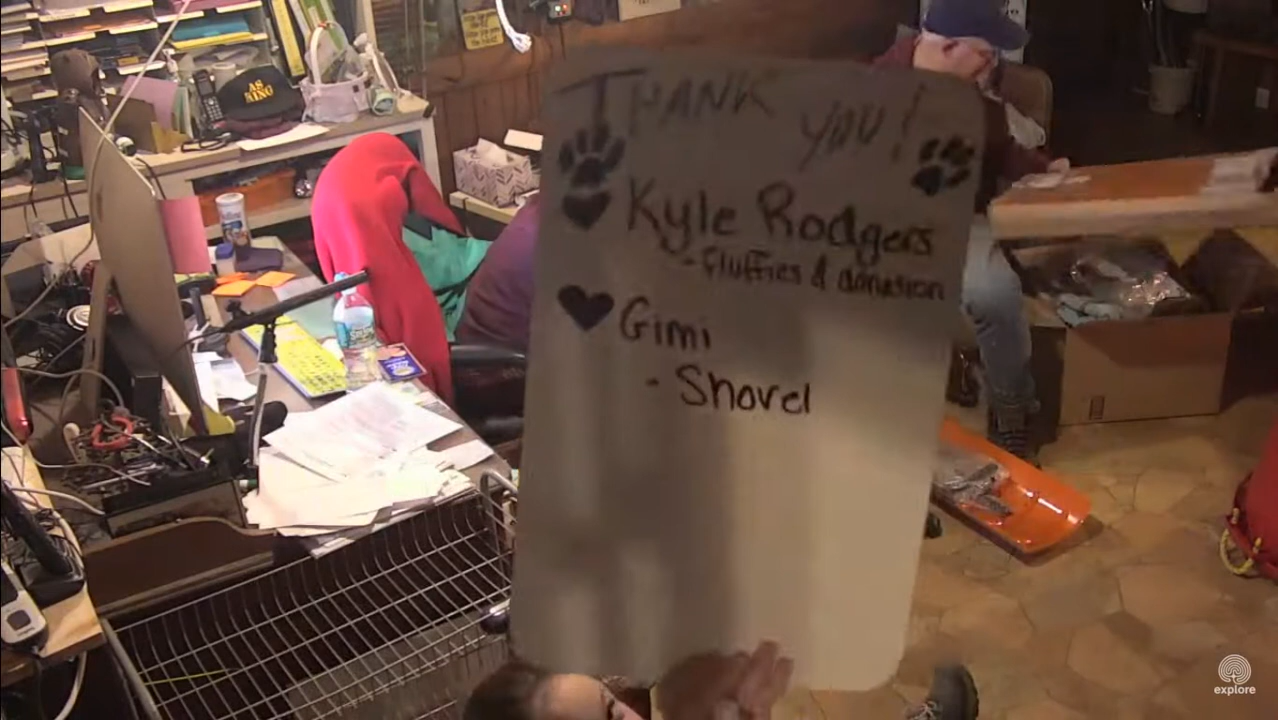 THANK YOU!
Kyle Rodgers
- fluffies & donation
Gimi
- Shovel
explore